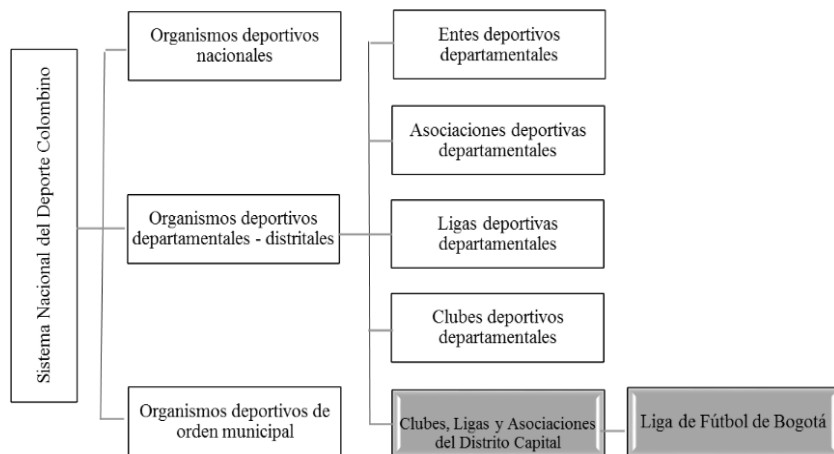 Sistema Nacional del Deporte Colombino
Organismos deportivos
nacionales
Organismos deportivos
departamentales - distritales
Organismos deportivos de
orden municipal
Entes deportivos
departamentales
Asociaciones deportivas
departamentales
Ligas deportivas
departamentales
Clubes deportivos
departamentales
Clubes, Ligas y Asociaciones
del Distrito Capital
Liga de Fútbol de Bogotá